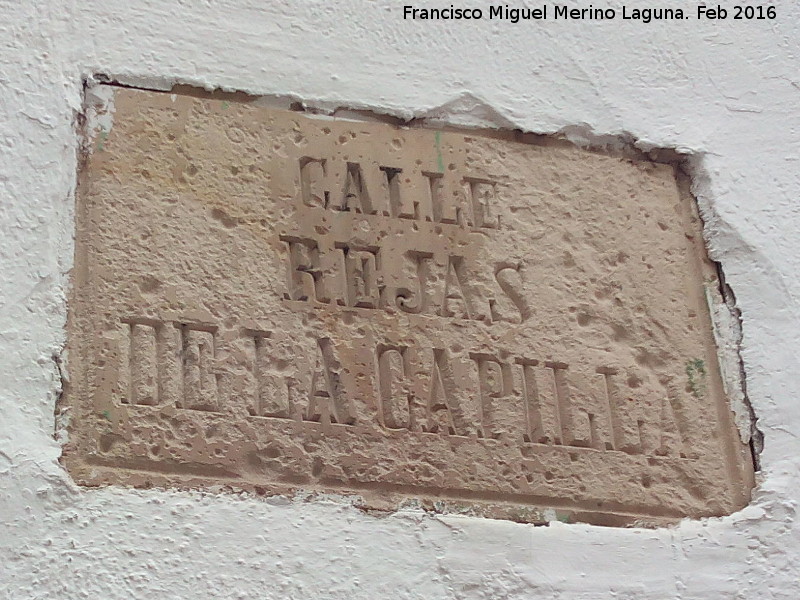 Francisco Miguel Merino Laguna. Feb 2016
CALLE
REJAS
DE LA CAPILLA